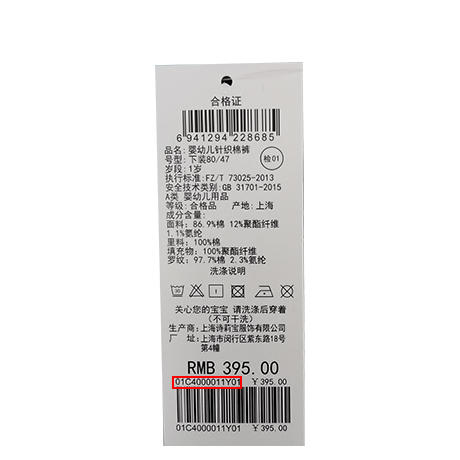 合格证
6 941294 228685
品名: 婴幼儿针织棉裤
号型: 下装80/47
检01
岁段: 1岁
执行标准:FZ/T 73025-2013
安全技术类别:GB 31701-2015
A类 婴幼儿用品
等级: 合格品 产地: 上海
成分含量:
面料: 86.9%棉 12%聚酯纤维
1.1%氨纶
里料: 100%棉
填充物: 100%聚酯纤维
罗纹: 97.7%棉 2.3%氨纶
洗涤说明
关心您的宝宝 请洗涤后穿着
(不可干洗)
生产商: 上海诗莉宝服饰有限公司
厂 址: 上海市闵行区紫东路18号
第4幢
RMB 395.00
01C4000011Y01 ¥395.00
01C4000011Y01 ¥395.00